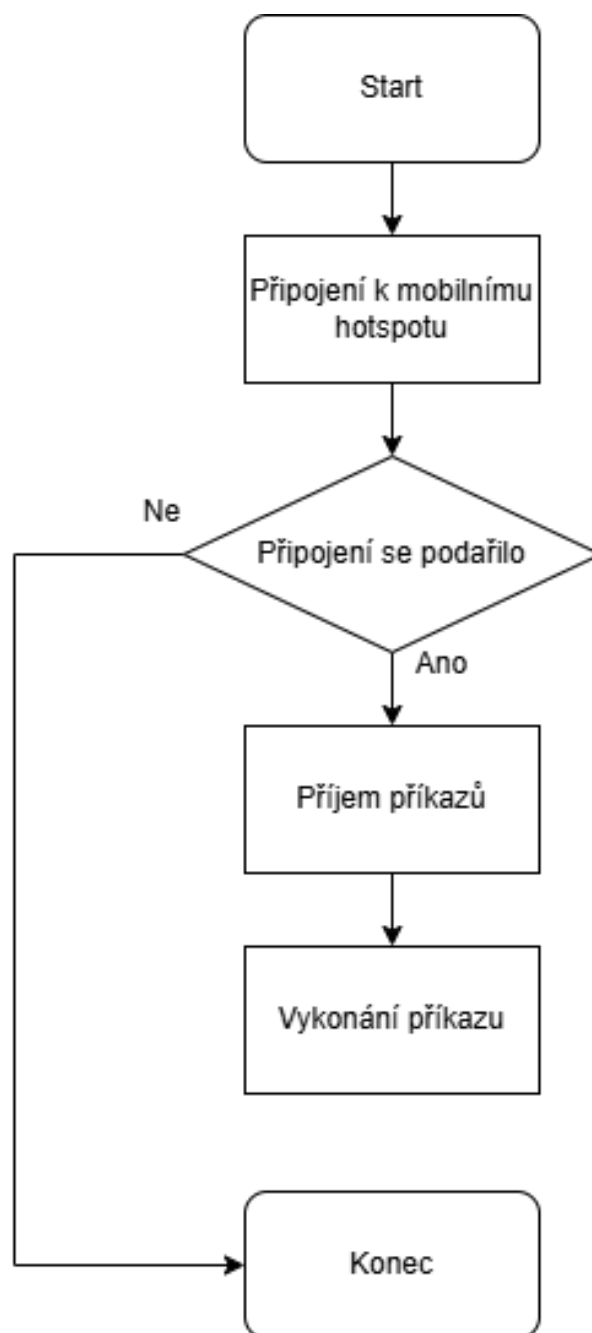 Start
Připojení k mobilnímu
hotspotu
Ne
Připojení se podařilo
Ano
Příjem příkazů
Vykonání příkazu
Konec